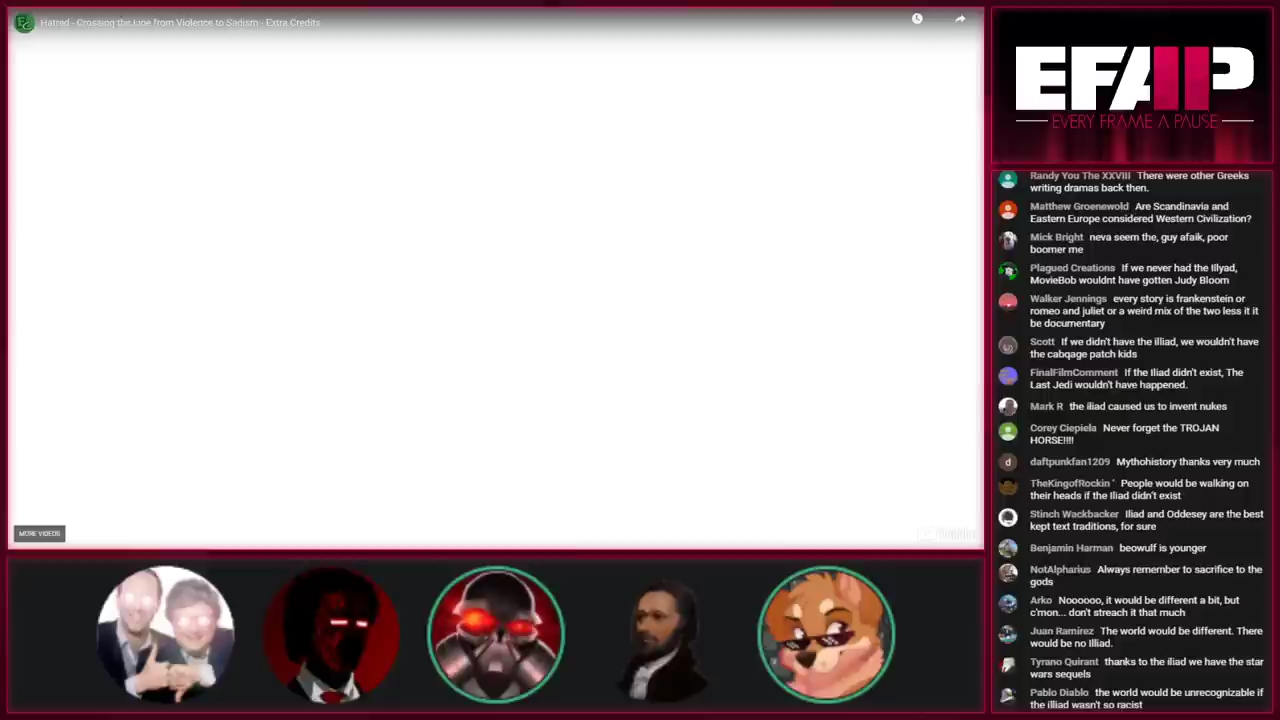 Hatred - Crossing the Line from Violence to Sadism - Extra Credits
MORE VIDEOS
YouTube
EFAP
EVERY FRAME A PAUSE
Randy You The XXVIII There were other Greeks
writing dramas back then.
Matthew Groenewold Are Scandinavia and
Eastern Europe considered Western Civilization?
Mick Bright neva seem the, guy afaik, poor
boomer me
Plagued Creations If we never had the Illyad,
MovieBob wouldnt have gotten Judy Bloom
Walker Jennings every story is frankenstein or
romeo and juliet or a weird mix of the two less it it
be documentary
Scott If we didn't have the illiad, we wouldn't have
the cabqage patch kids
FinalFilmComment If the Iliad didn't exist, The
Last Jedi wouldn't have happened.
Mark R the iliad caused us to invent nukes
Corey Ciepiela Never forget the TROJAN
HORSE!!!!
d daftpunkfan1209 Mythohistory thanks very much
TheKingofRockin ' People would be walking on
their heads if the Iliad didn't exist
Stinch Wackbacker Iliad and Oddesey are the best
kept text traditions, for sure
Benjamin Harman beowulf is younger
NotAlpharius Always remember to sacrifice to the
gods
Arko Noooooo, it would be different a bit, but
c'mon... don't streach it that much
Juan Ramírez The world would be different. There
would be no Illiad.
Tyrano Quirant thanks to the iliad we have the star
wars sequels
Pablo Diablo the world would be unrecognizable if
the illiad wasn't so racist